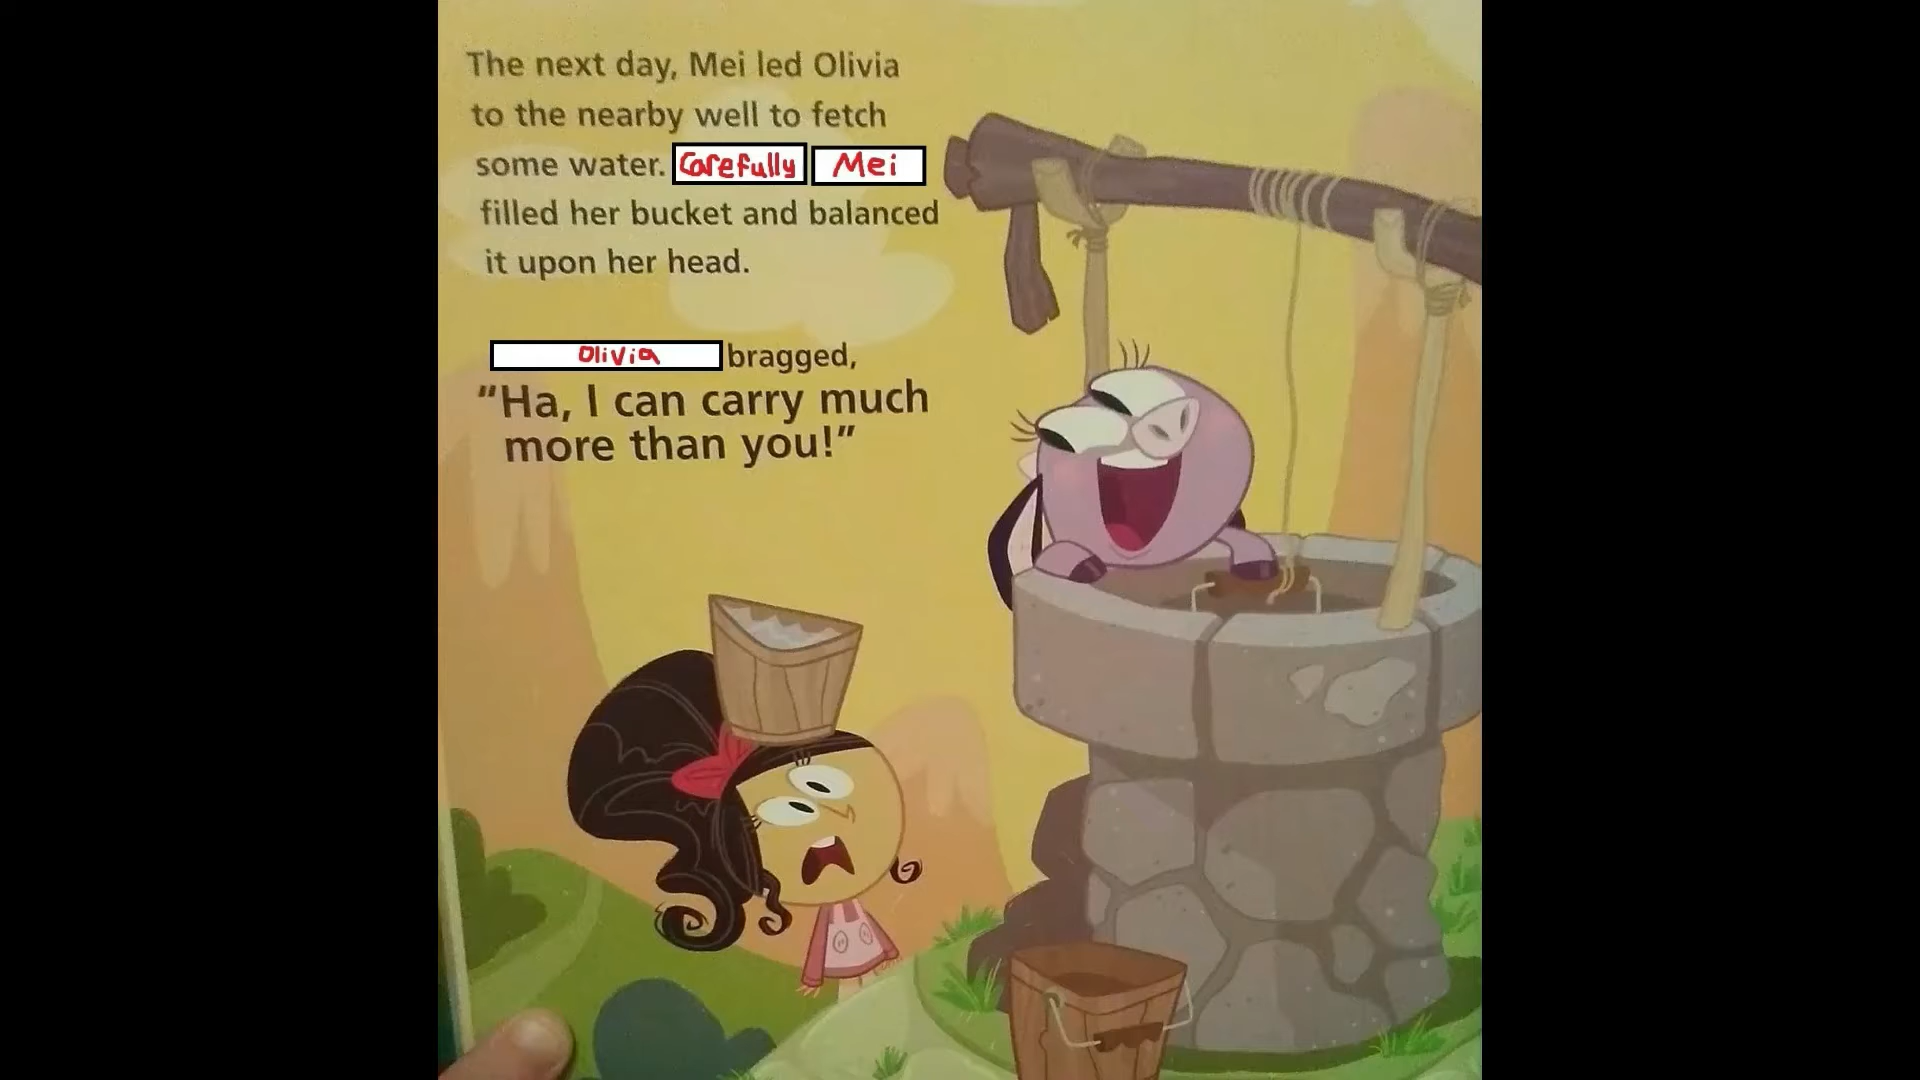 The next day, Mei led Olivia
to the nearby well to fetch
some water. Carefully Mei
filled her bucket and balanced
it upon her head.
Olivia bragged,
“Ha, I can carry much
more than you!”